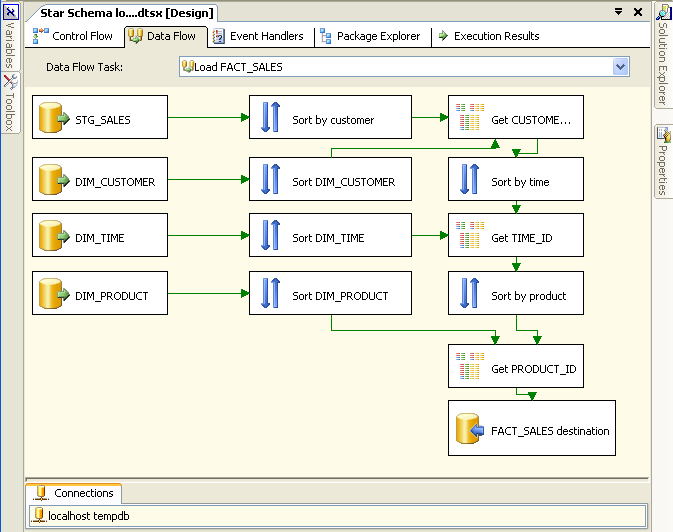 Star Schema lo....dtsx [Design]
Control Flow
Data Flow
Event Handlers
Package Explorer
Execution Results
Data Flow Task:
Load FACT_SALES
STG_SALES
Sort by customer
Get CUSTOME...
DIM_CUSTOMER
Sort DIM_CUSTOMER
Sort by time
DIM_TIME
Sort DIM_TIME
Get TIME_ID
DIM_PRODUCT
Sort DIM_PRODUCT
Sort by product
Get PRODUCT_ID
FACT_SALES destination
Connections
localhost tempdb
Variables
Toolbox
Solution Explorer
Properties